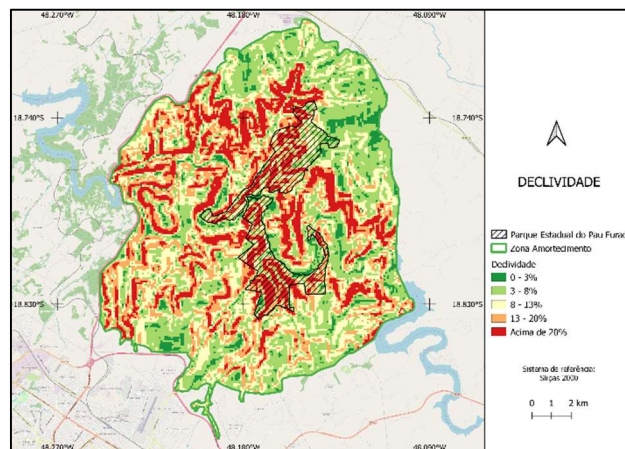 48.270°W 48.180°W 48.090°W
18.740°S 18.740°S
DECLIVIDADE
Parque Estadual do Pau Furad
Zona Amortecimento
Declividade
0 - 3%
3 - 8%
8 - 13%
13 - 20%
Acima de 20%
18.830°S 18.830°S
Sistema de referência:
2000
0 1 2 km
48.270°W 48.180°W 48.090°W